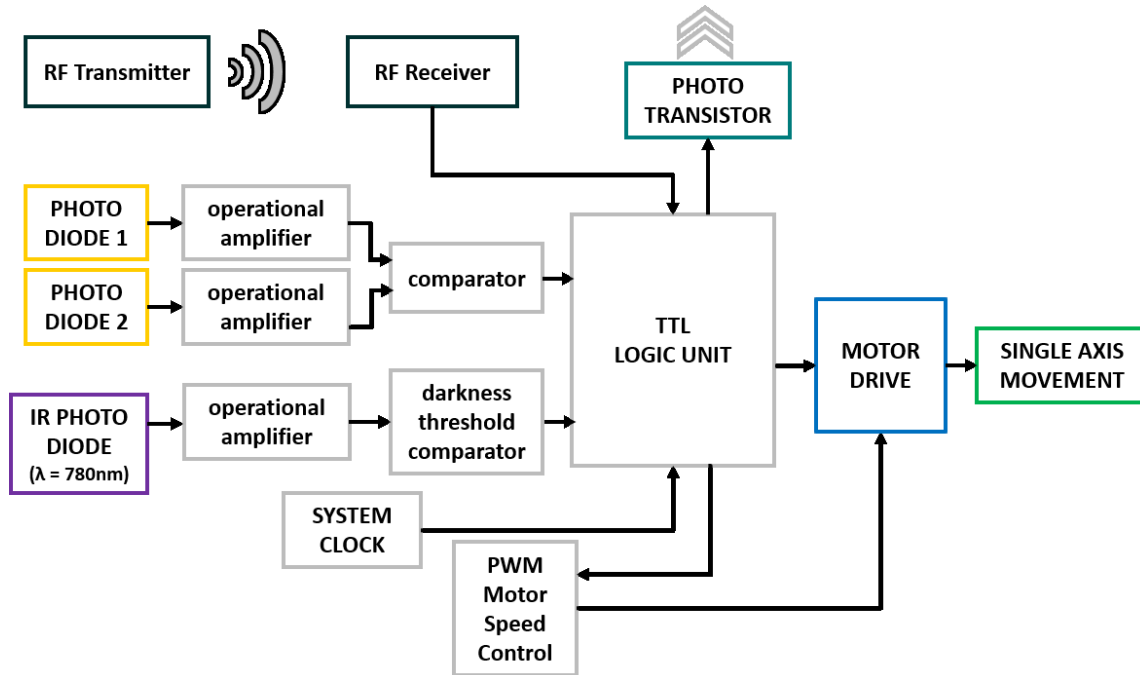 RF Transmitter
RF Receiver
PHOTO
TRANSISTOR
PHOTO
DIODE 1
operational
amplifier
PHOTO
DIODE 2
operational
amplifier
comparator
IR PHOTO
DIODE
(λ = 780nm)
operational
amplifier
darkness
threshold
comparator
TTL
LOGIC UNIT
MOTOR
DRIVE
SINGLE AXIS
MOVEMENT
SYSTEM
CLOCK
PWM
Motor
Speed
Control